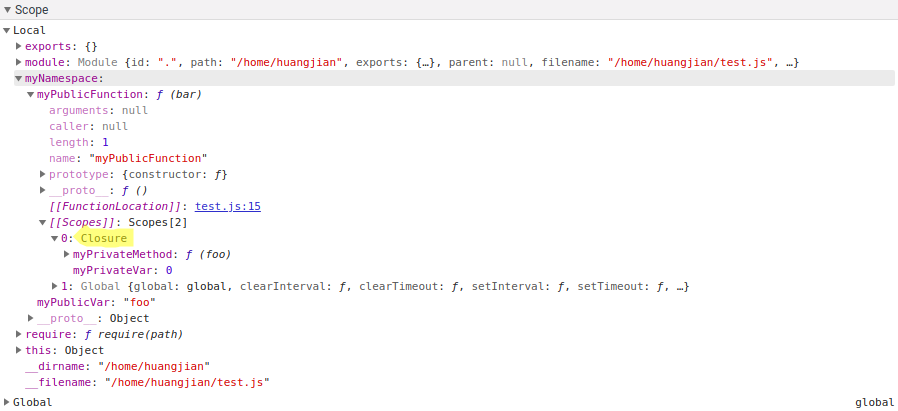 Scope
Local
exports: {}
module: Module {id: ".", path: "/home/huangjian", exports: {…}, parent: null, filename: "/home/huangjian/test.js", …}
myNamespace:
myPublicFunction: ƒ (bar)
arguments: null
caller: null
length: 1
name: "myPublicFunction"
prototype: {constructor: ƒ}
__proto__: ƒ ()
[[FunctionLocation]]: test.js:15
[[Scopes]]: Scopes[2]
0: Closure
myPrivateMethod: ƒ (foo)
myPrivateVar: 0
1: Global {global: global, clearInterval: ƒ, clearTimeout: ƒ, setInterval: ƒ, setTimeout: ƒ, …}
myPublicVar: "foo"
__proto__: Object
require: ƒ require(path)
this: Object
__dirname: "/home/huangjian"
__filename: "/home/huangjian/test.js"
Global global